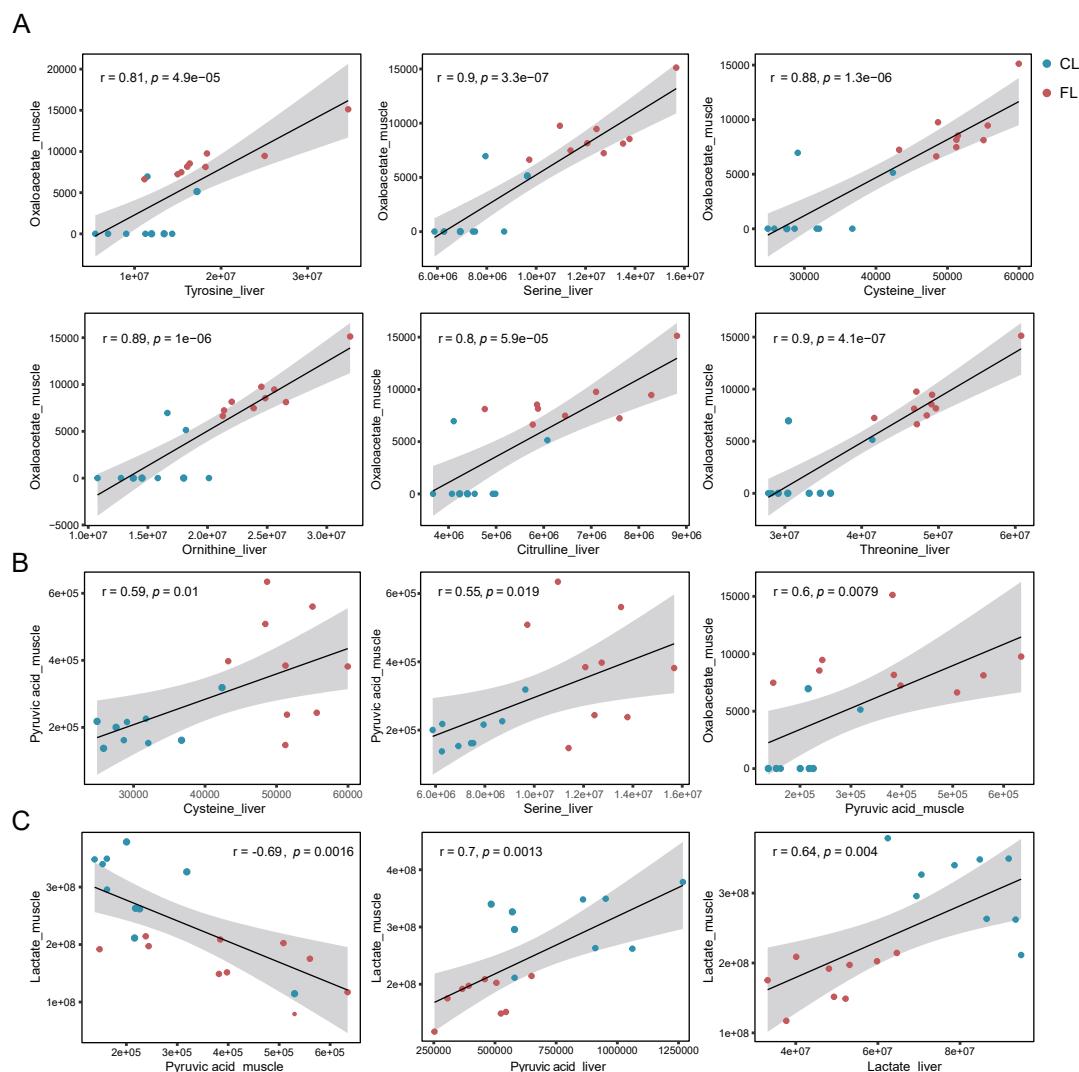 A
r = 0.81, p = 4.9e−05
Oxaloacetate_muscle
20000
15000
10000
5000
0
1e+07
2e+07
3e+07
Tyrosine_liver
r = 0.9, p = 3.3e−07
Oxaloacetate_muscle
15000
10000
5000
0
6.0e+06
8.0e+06
1.0e+07
1.2e+07
1.4e+07
1.6e+07
Serine_liver
r = 0.88, p = 1.3e−06
Oxaloacetate_muscle
15000
10000
5000
0
30000
40000
50000
60000
Cysteine_liver
CL
FL
r = 0.89, p = 1e−06
Oxaloacetate_muscle
15000
10000
5000
0
−5000
1.0e+07
1.5e+07
2.0e+07
2.5e+07
3.0e+07
Ornithine_liver
r = 0.8, p = 5.9e−05
Oxaloacetate_muscle
15000
10000
5000
0
4e+06
5e+06
6e+06
7e+06
8e+06
9e+06
Citrulline_liver
r = 0.9, p = 4.1e−07
Oxaloacetate_muscle
15000
10000
5000
0
3e+07
4e+07
5e+07
6e+07
Threonine_liver
B
r = 0.59, p = 0.01
Pyruvic acid_muscle
6e+05
4e+05
2e+05
30000
40000
50000
60000
Cysteine_liver
r = 0.55, p = 0.019
Pyruvic acid_muscle
6e+05
4e+05
2e+05
6.0e+06
8.0e+06
1.0e+07
1.2e+07
1.4e+07
1.6e+07
Serine_liver
r = 0.6, p = 0.0079
Oxaloacetate_muscle
15000
10000
5000
0
2e+05
3e+05
4e+05
5e+05
6e+05
Pyruvic acid_muscle
C
r = -0.69 , p = 0.0016
Lactate_muscle
3e+08
2e+08
1e+08
2e+05
3e+05
4e+05
5e+05
6e+05
Pyruvic acid_muscle
r = 0.7, p = 0.0013
Lactate_muscle
4e+08
3e+08
2e+08
250000
500000
750000
1000000
1250000
Pyruvic acid_liver
r = 0.64, p = 0.004
Lactate_muscle
3e+08
2e+08
1e+08
4e+07
6e+07
8e+07
Lactate_liver